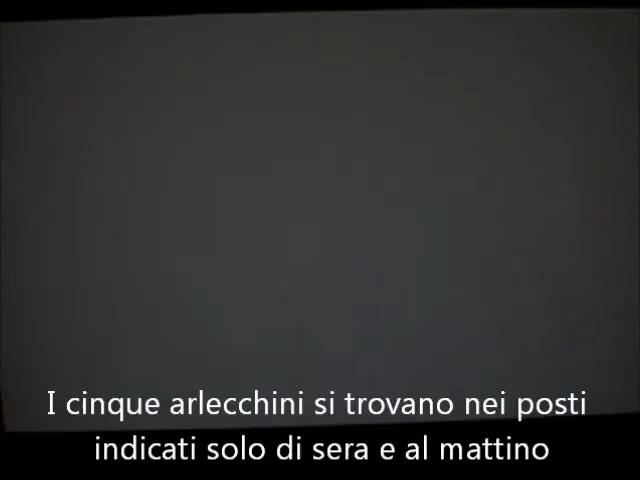 I cinque arlecchini si trovano nei posti
indicati solo di sera e al mattino